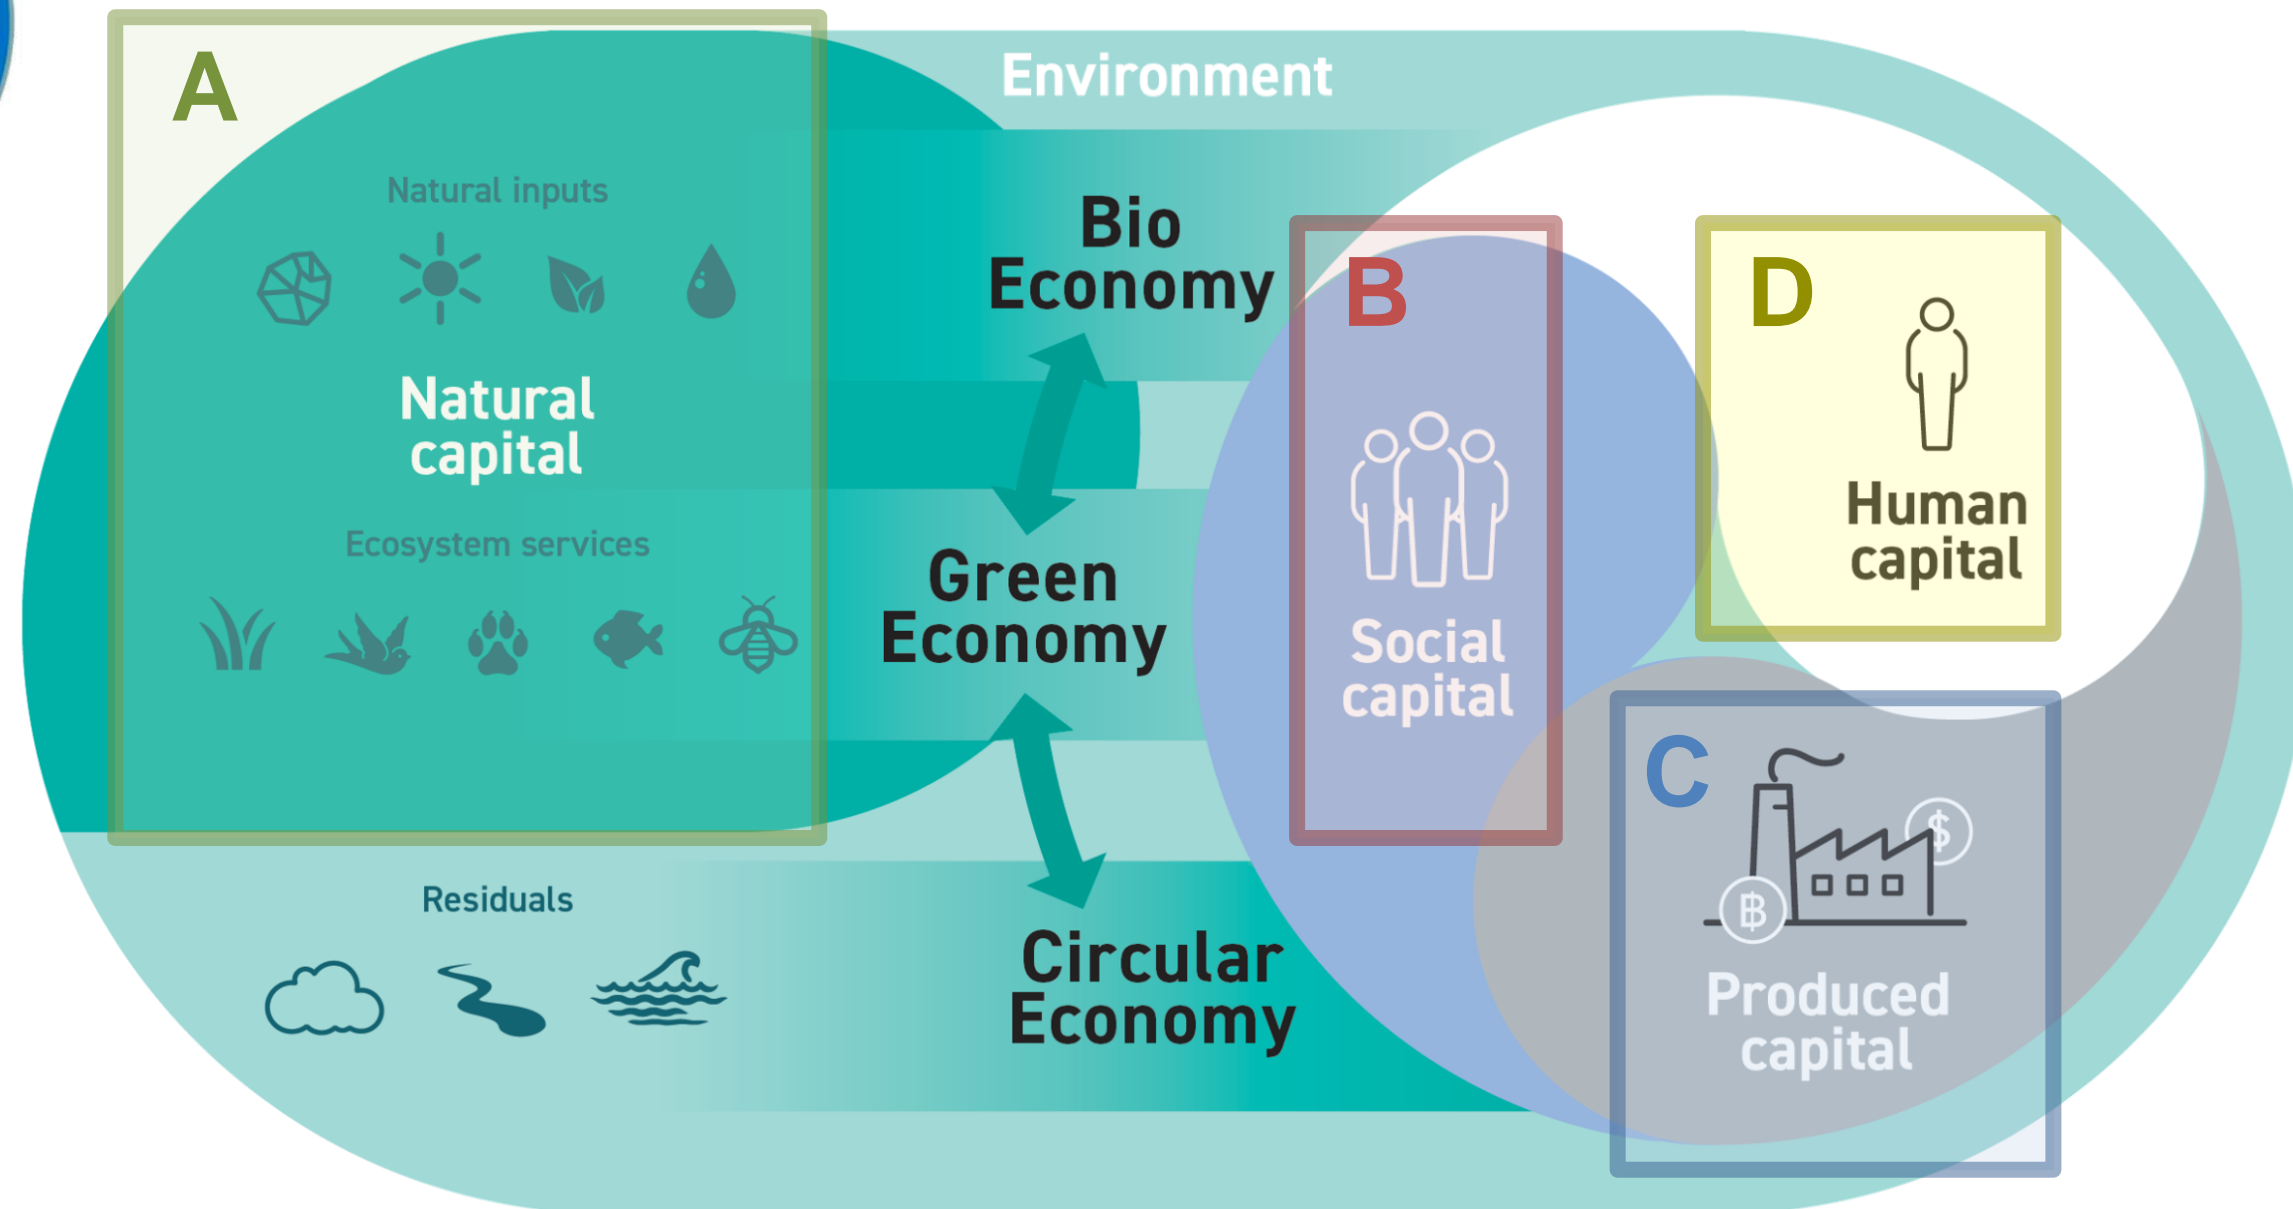 A
Environment
Natural inputs
Bio
Economy
B
D
Natural
capital
Human
capital
Ecosystem services
Green
Economy
Social
capital
C
$
Residuals
฿
Circular
Economy
Produced
capital